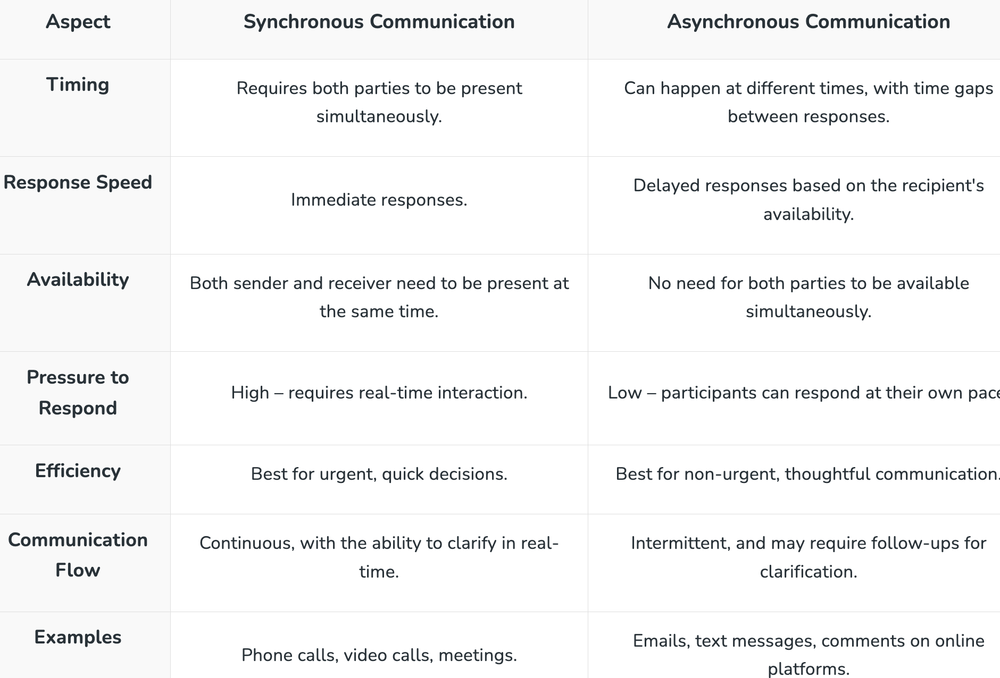 Aspect
Synchronous Communication
Asynchronous Communication
Timing
Requires both parties to be present
simultaneously.
Can happen at different times, with time gaps
between responses.
Response Speed
Immediate responses.
Delayed responses based on the recipient's
availability.
Availability
Both sender and receiver need to be present at
the same time.
No need for both parties to be available
simultaneously.
Pressure to
Respond
High – requires real-time interaction.
Low – participants can respond at their own pace
Efficiency
Best for urgent, quick decisions.
Best for non-urgent, thoughtful communication.
Communication
Flow
Continuous, with the ability to clarify in real-
time.
Intermittent, and may require follow-ups for
clarification.
Examples
Phone calls, video calls, meetings.
Emails, text messages, comments on online
platforms.